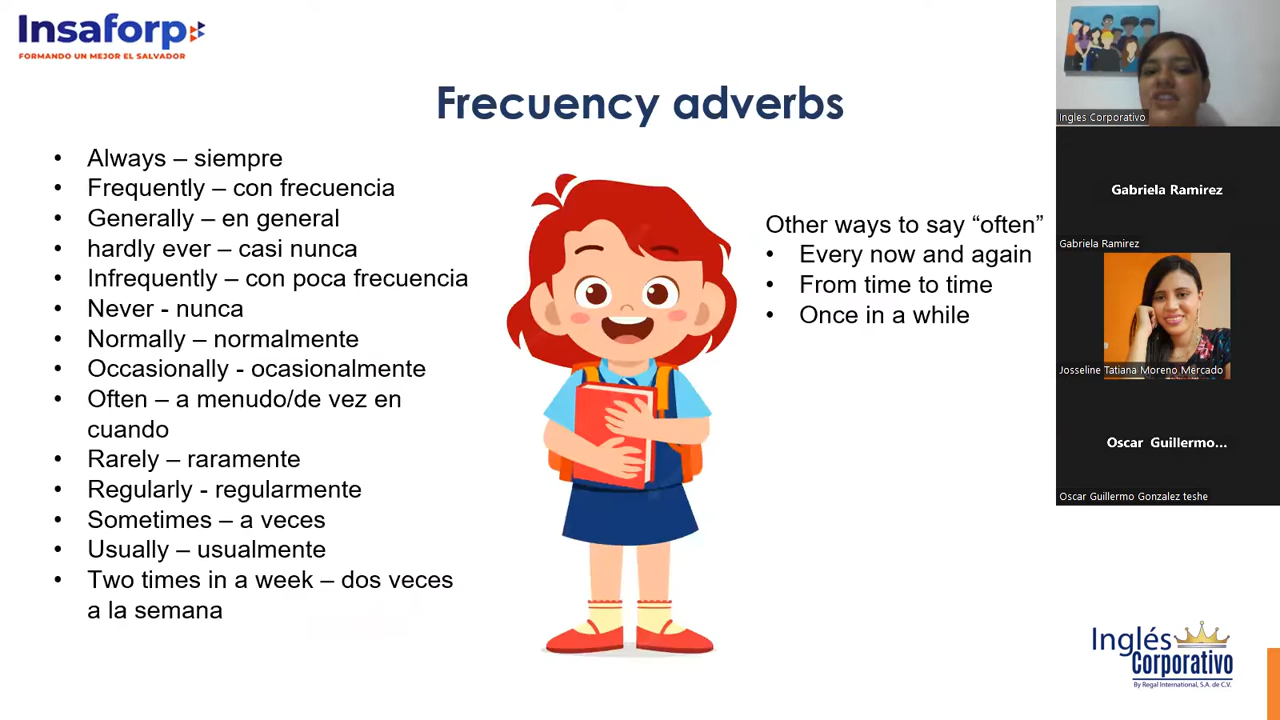 Insaforp
FORMANDO UN MEJOR EL SALVADOR
Frecuency adverbs
• Always – siempre
• Frequently – con frecuencia
• Generally – en general
• hardly ever – casi nunca
• Infrequently – con poca frecuencia
• Never - nunca
• Normally – normalmente
• Occasionally - ocasionalmente
• Often – a menudo/de vez en
cuando
• Rarely – raramente
• Regularly - regularmente
• Sometimes – a veces
• Usually – usualmente
• Two times in a week – dos veces
a la semana
Other ways to say “often”
• Every now and again
• From time to time
• Once in a while
Ingles Corporativo
Gabriela Ramirez
Gabriela Ramirez
Josseline Tatiana Moreno Mercado
Oscar Guillermo...
Oscar Guillermo Gonzalez teshe
Inglés
Corporativo
By Regal International, S.A. de C.V.